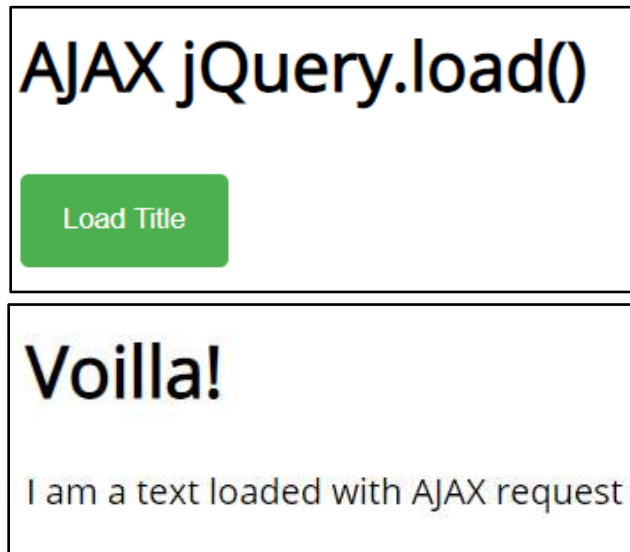 AJAX jQuery.load()
Load Title
Voilla!
I am a text loaded with AJAX request